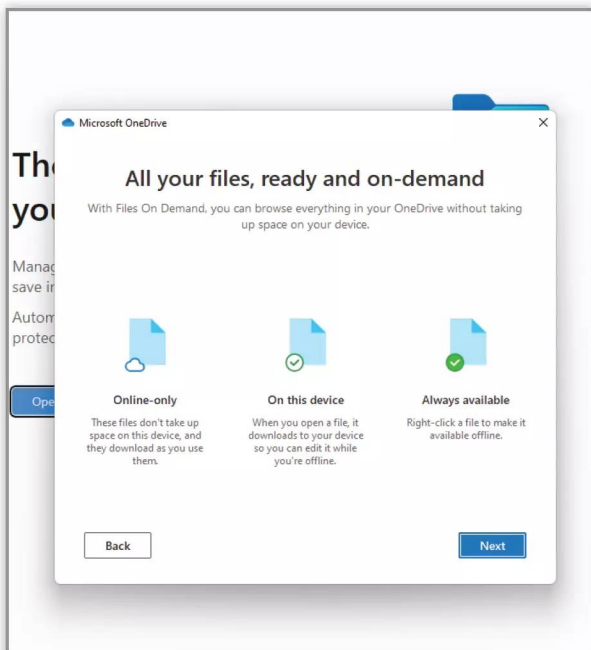 Microsoft OneDrive
All your files, ready and on-demand
With Files On Demand, you can browse everything in your OneDrive without taking
up space on your device.
Online-only
These files don't take up
space on this device, and
they download as you use
them.
On this device
When you open a file, it
downloads to your device
so you can edit it while
you're offline.
Always available
Right-click a file to make it
available offline.
Back
Next